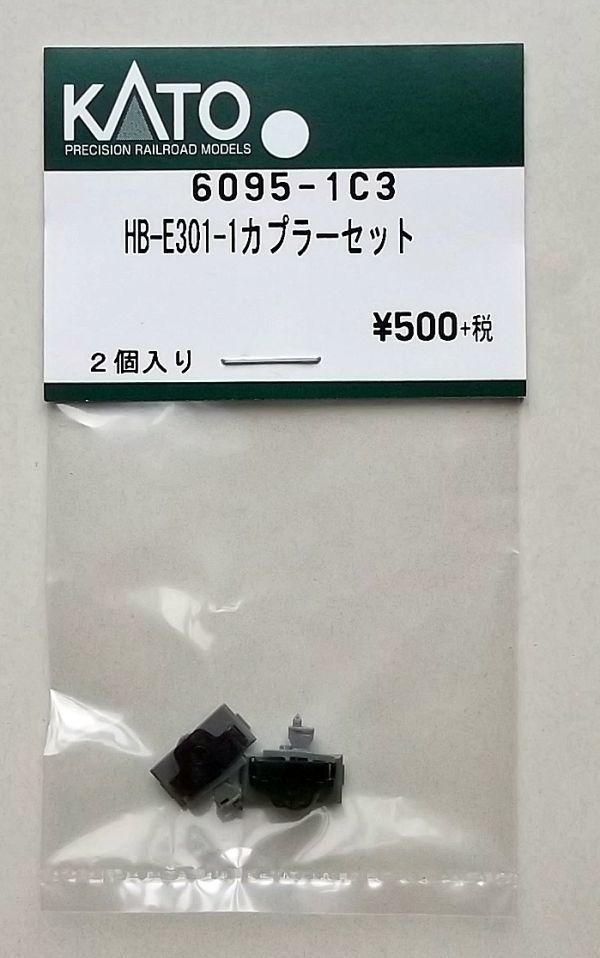 KATO
PRECISION RAILROAD MODELS
6095-1C3
HB-E301-1カプラーセット
¥500+税
2個入り